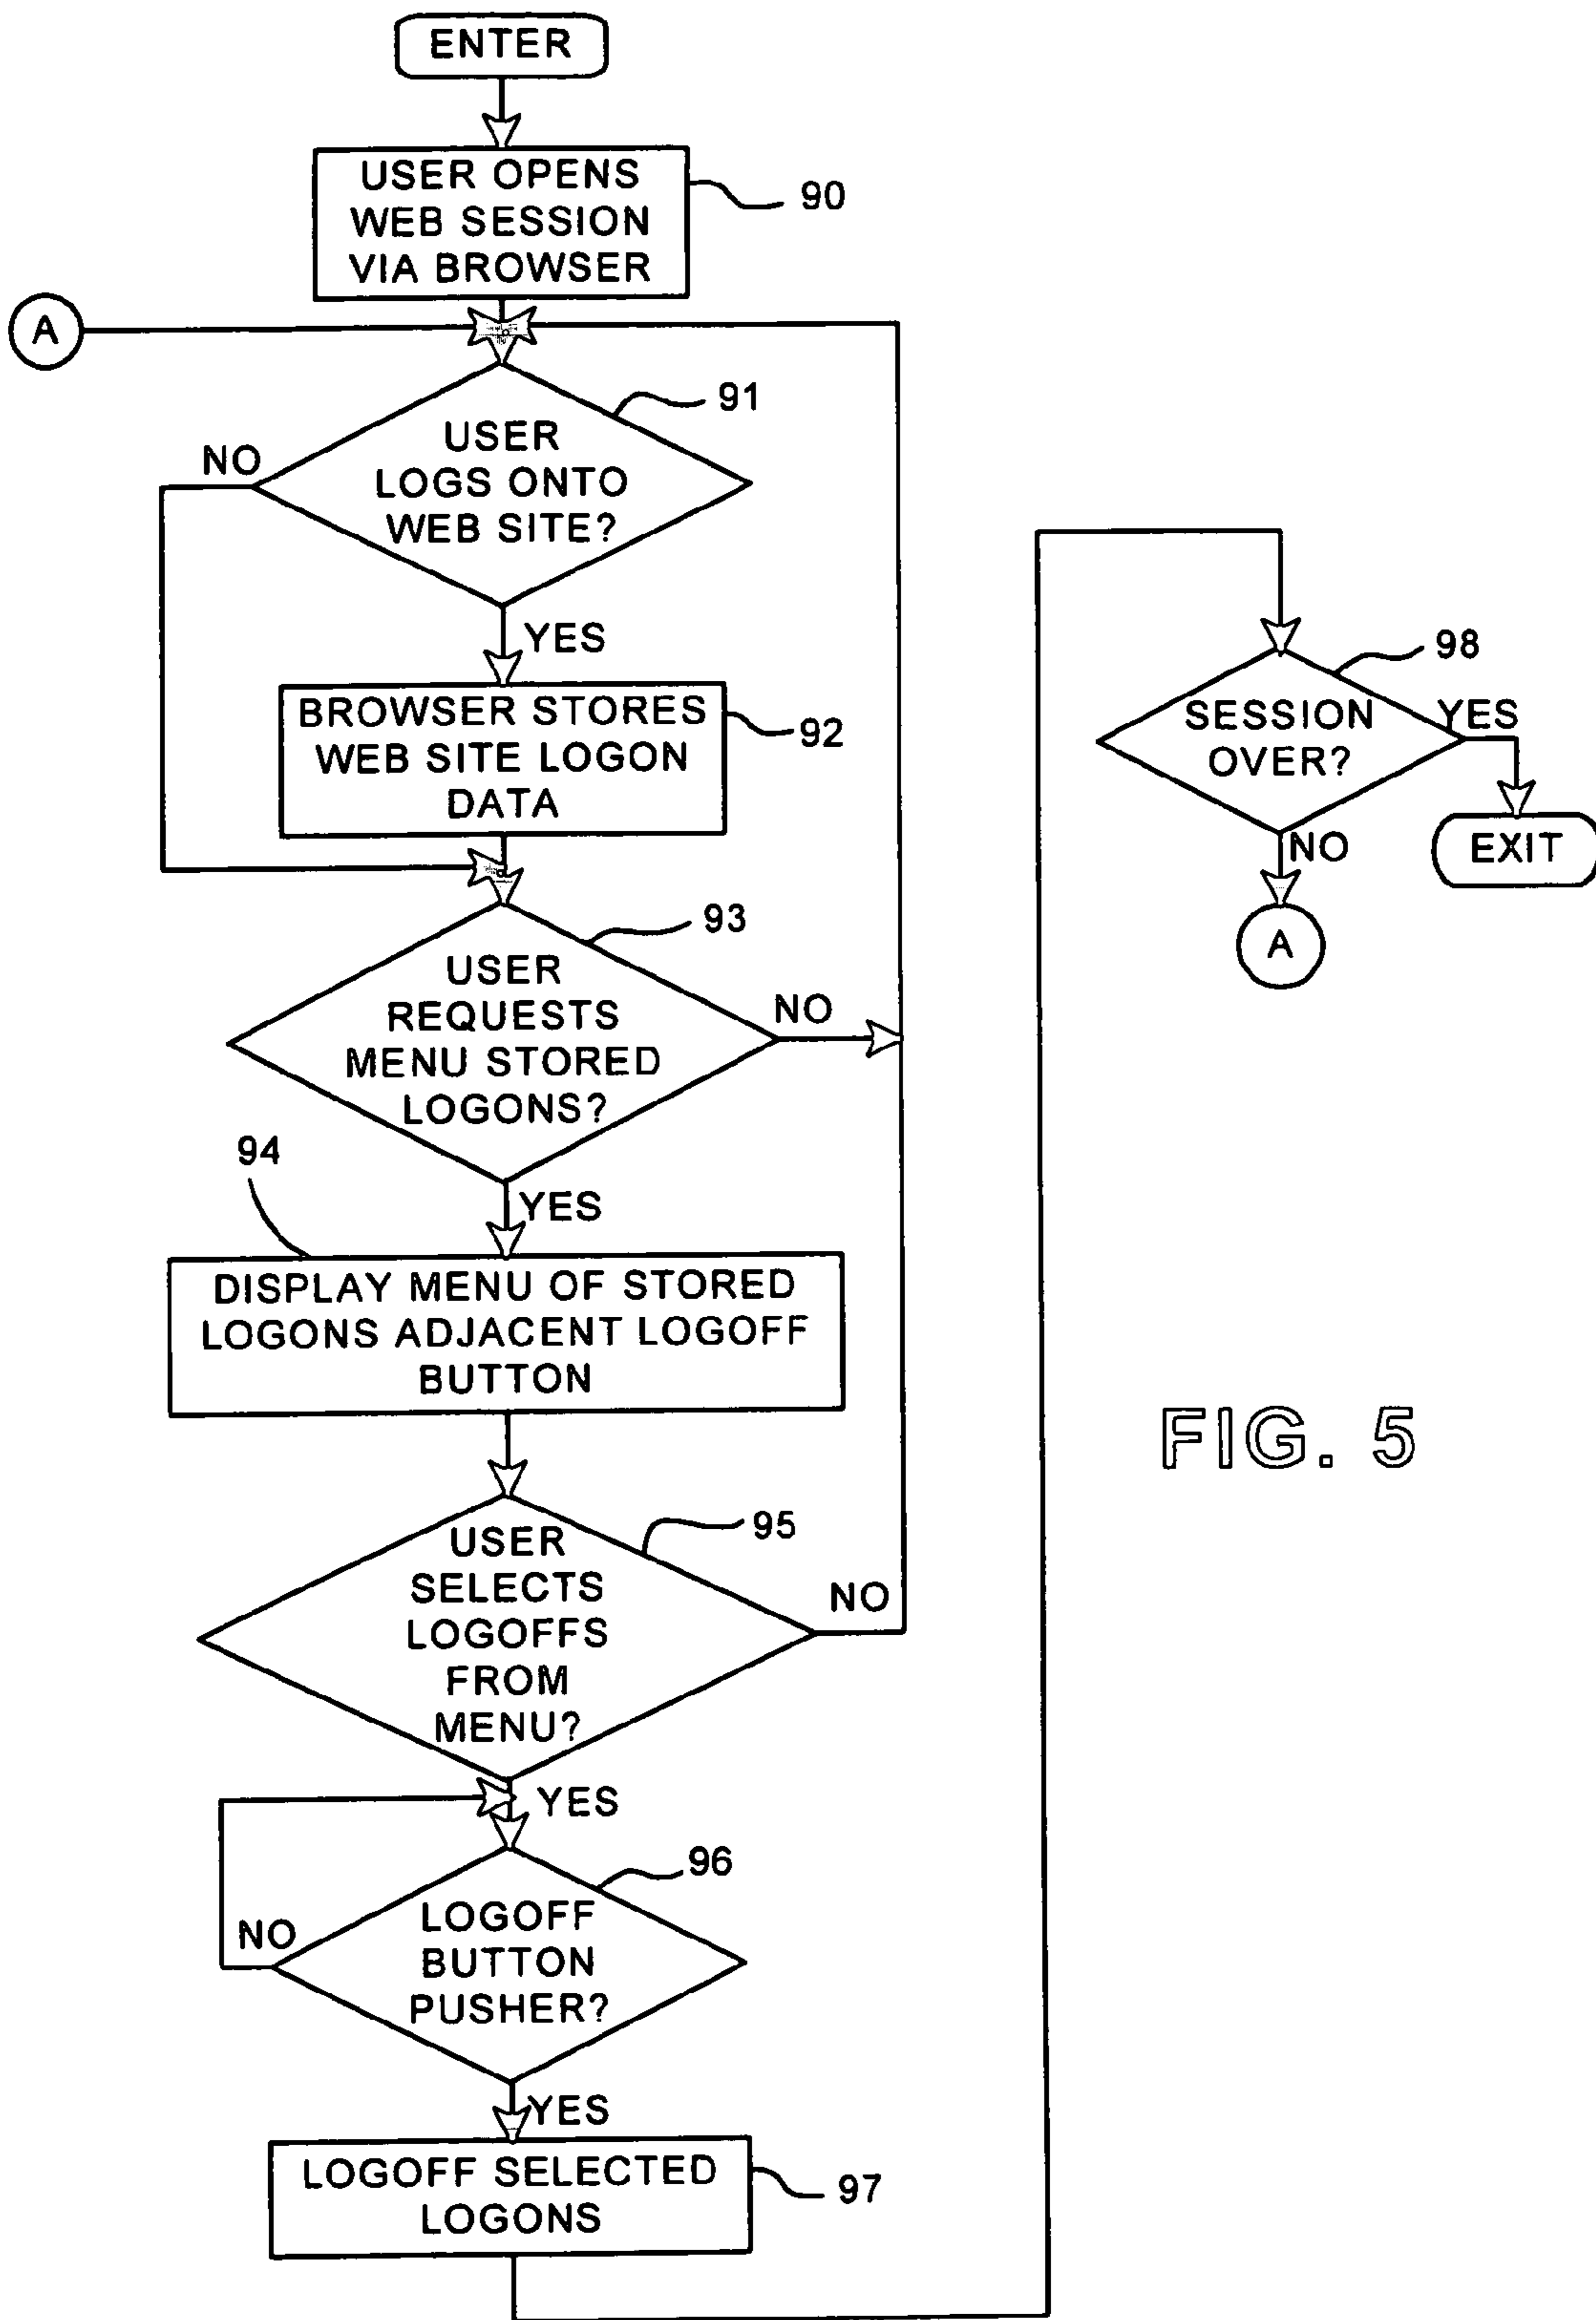 ENTER
USER OPENS
WEB SESSION
VIA BROWSER
90
A
91
USER
LOGS ONTO
WEB SITE?
NO
YES
BROWSER STORES
WEB SITE LOGON
DATA
92
93
USER
REQUESTS
MENU STORED
LOGONS?
NO
YES
94
DISPLAY MENU OF STORED
LOGONS ADJACENT LOGOFF
BUTTON
95
USER
SELECTS
LOGOFFS
FROM
MENU?
NO
YES
96
LOGOFF
BUTTON
PUSHER?
NO
YES
LOGOFF SELECTED
LOGONS
97
98
SESSION
OVER?
YES
EXIT
NO
A
FIG. 5